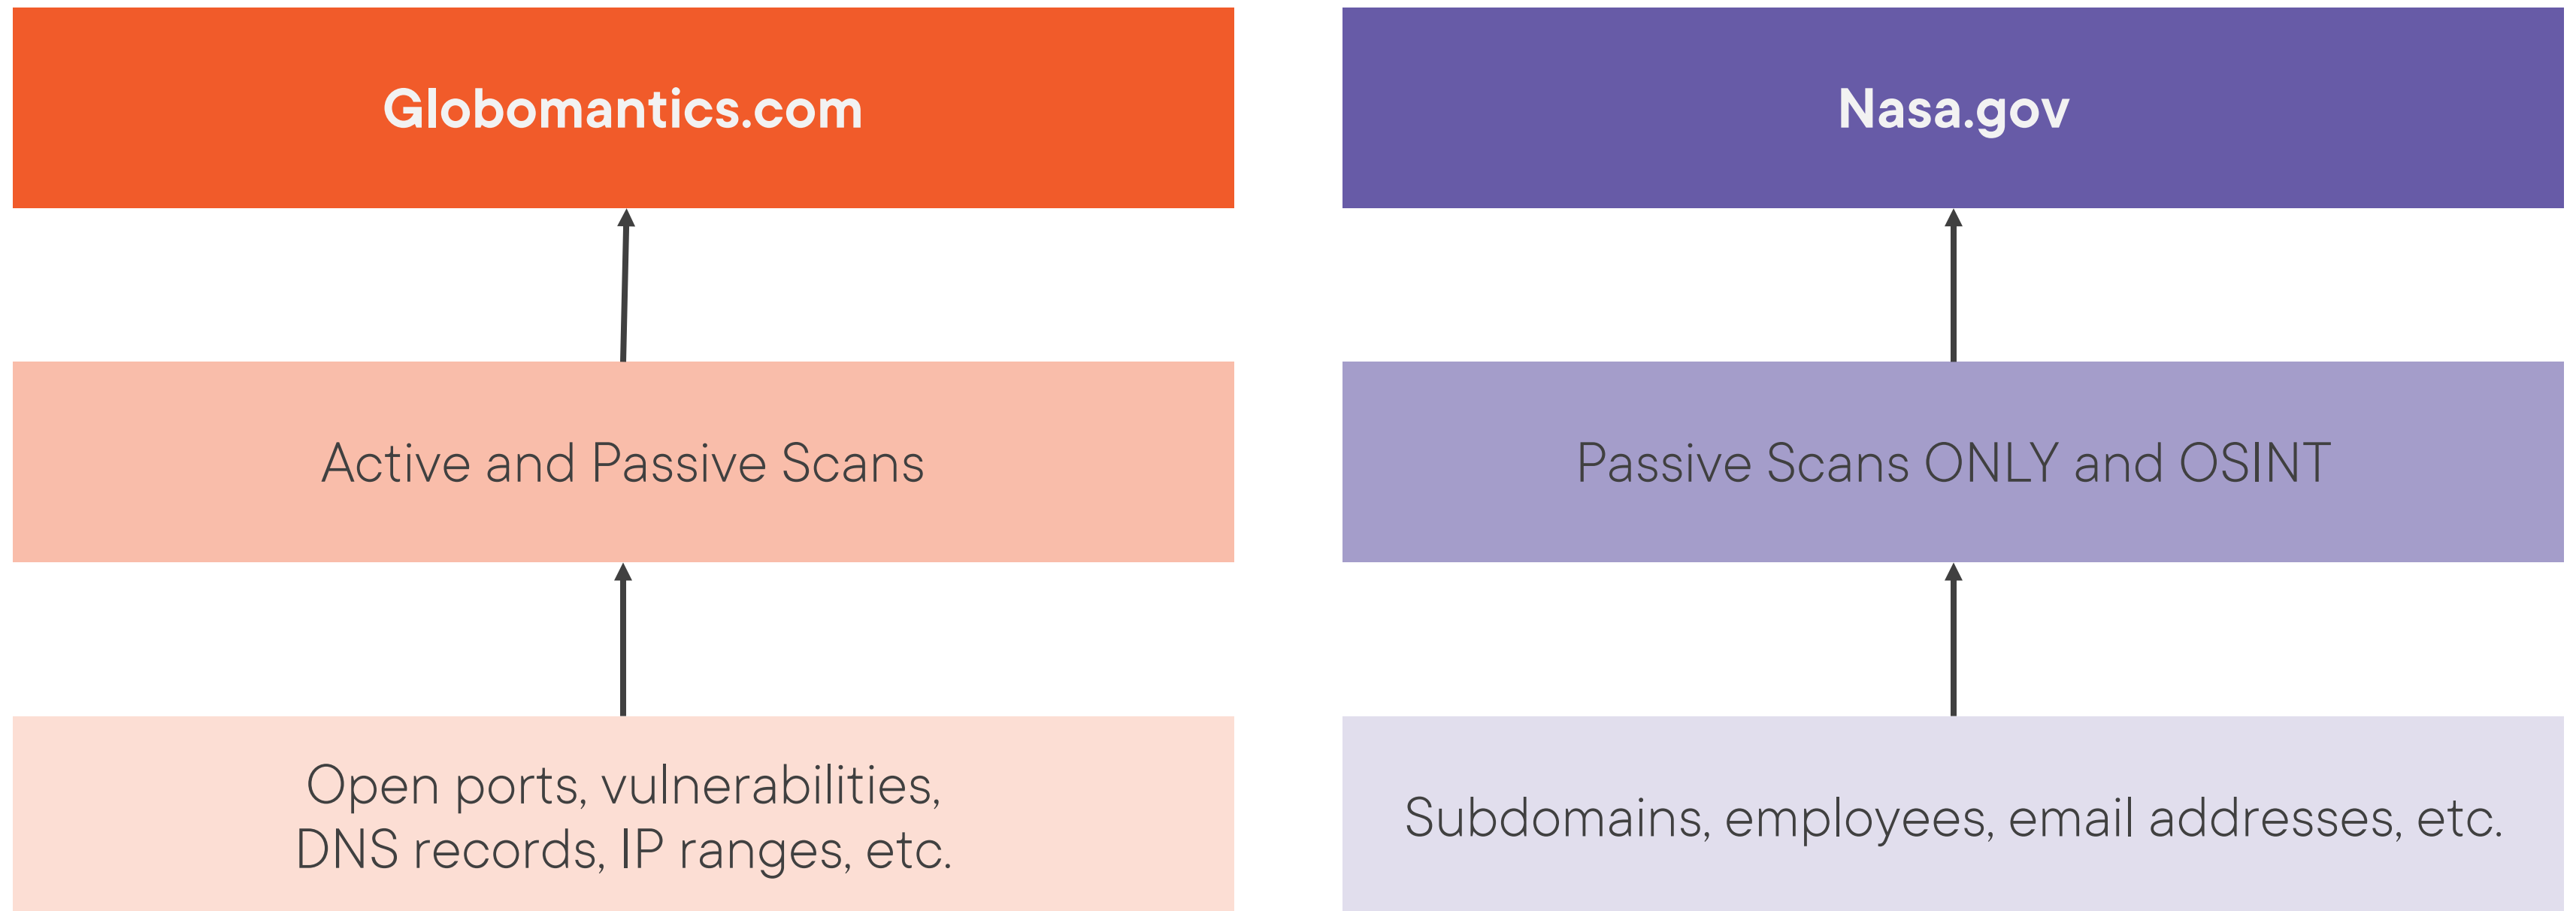 Globomantics.com
Nasa.gov
Active and Passive Scans
Passive Scans ONLY and OSINT
Open ports, vulnerabilities,
DNS records, IP ranges, etc.
Subdomains, employees, email addresses, etc.